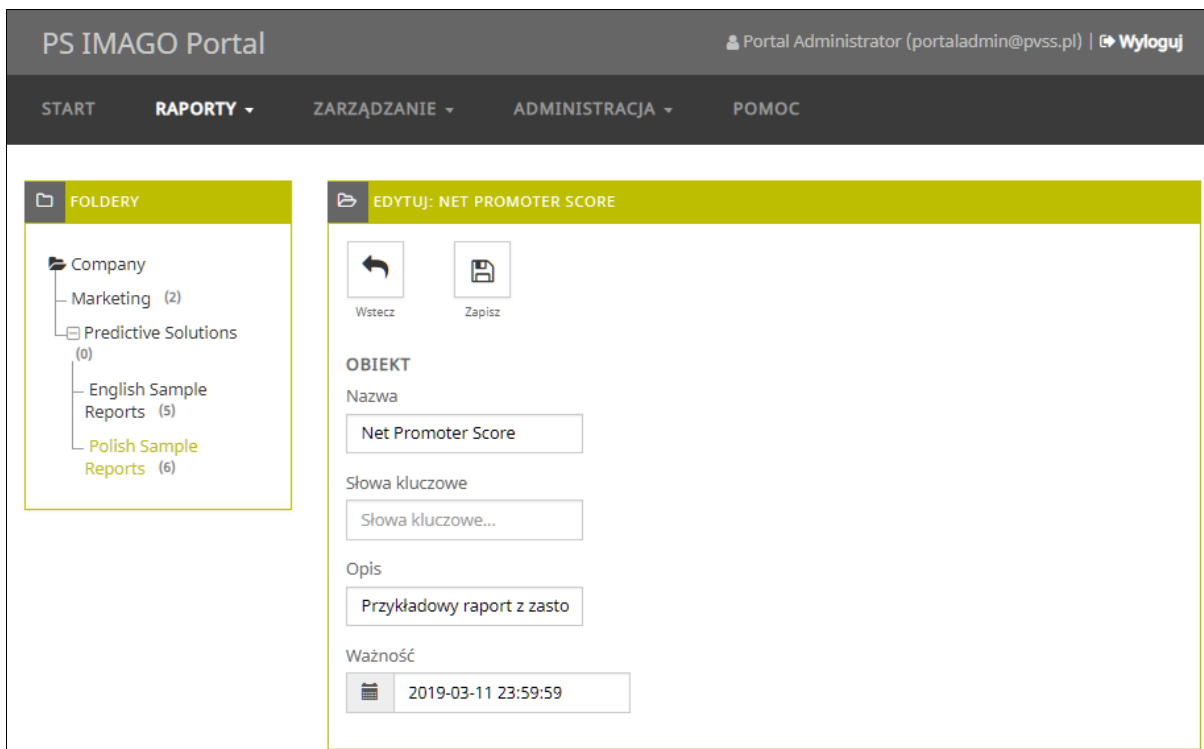 PS IMAGO Portal
Portal Administrator (portaladmin@pvss.pl) | Wyloguj
START RAPORTY ZARZĄDZANIE ADMINISTRACJA POMOC
FOLDERY
Company
Marketing (2)
Predictive Solutions
(0)
English Sample
Reports (5)
Polish Sample
Reports (6)
EDYTUJ: NET PROMOTER SCORE
Wstecz Zapisz
OBIEKT
Nazwa
Net Promoter Score
Słowa kluczowe
Słowa kluczowe...
Opis
Przykładowy raport z zasto
Ważność
2019-03-11 23:59:59